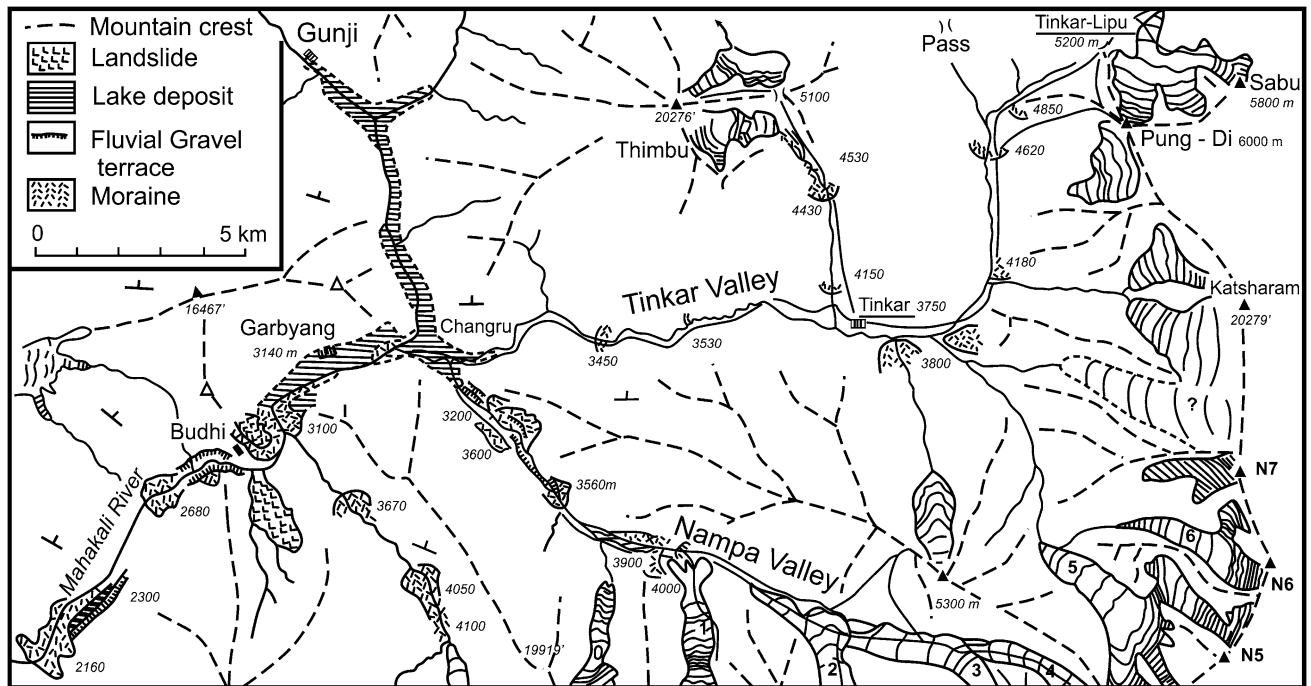 Mountain crest
Landslide
Lake deposit
Fluvial Gravel
terrace
Moraine
0 5 km
Gunji
Pass
Tinkar-Lipu
5200 m
Sabu
5800 m
5100
20276'
4850
Pung - Di 6000 m
Thimbu
4530
4620
4430
4180
4150
Tinkar Valley
Katsharam
20279'
16467'
Tinkar 3750
Garbyang
3140 m
Changru
3450
3530
3800
?
3200
3100
Budhi
3600
N7
3560m
3670
2680
Mahakali River
Nampa Valley
6
3900
4000
5
N6
4050
2300
5300 m
4100
1
19919'
0
N5
2160
2
3
4